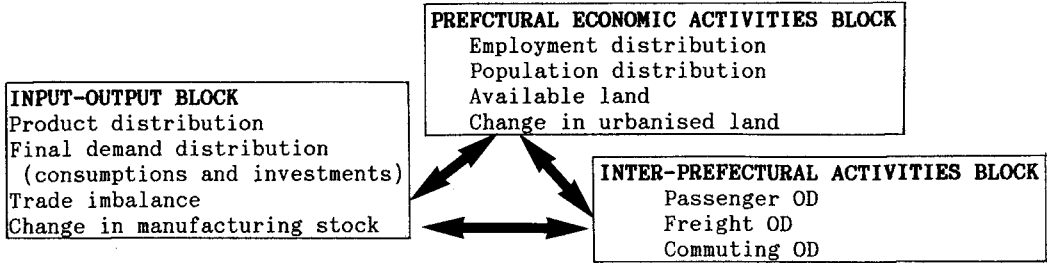 PREFCTURAL ECONOMIC ACTIVITIES BLOCK
Employment distribution
Population distribution
Available land
Change in urbanised land
INPUT-OUTPUT BLOCK
Product distribution
Final demand distribution
(consumptions and investments)
Trade imbalance
Change in manufacturing stock
INTER-PREFECTURAL ACTIVITIES BLOCK
Passenger OD
Freight OD
Commuting OD